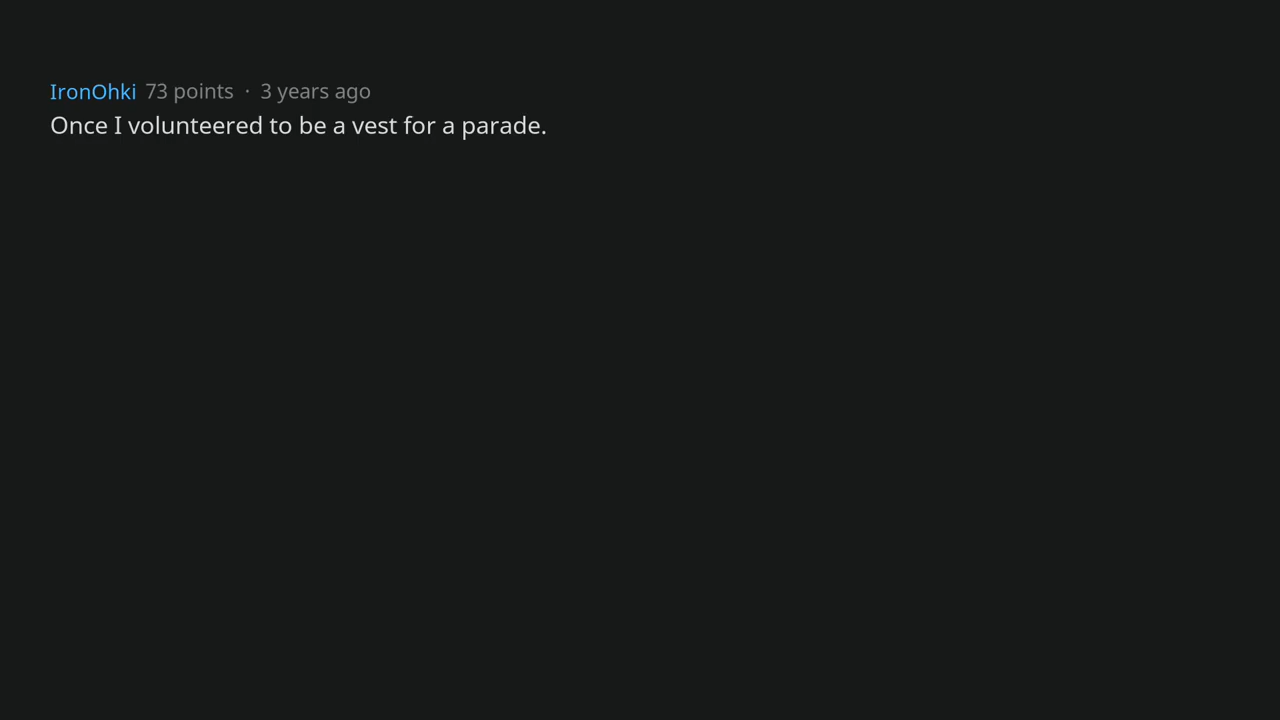 IronOhki 73 points · 3 years ago
Once I volunteered to be a vest for a parade.